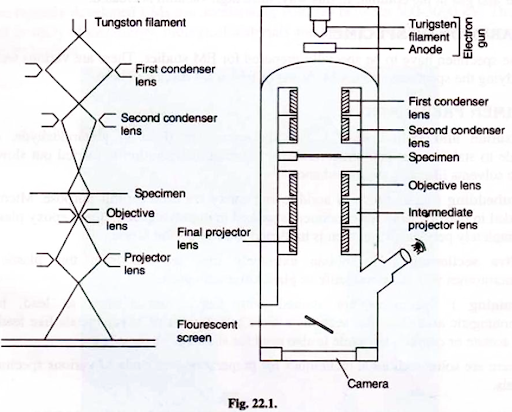 Tungston filament
First condenser
lens
Second condenser
lens
Specimen
Objective
lens
Projector
lens
Turigsten
filament
Anode
Electron
gun
First condenser
lens
Second condenser
lens
Specimen
Objective lens
Intermediate
projector lens
Final projector
lens
Flourescent
screen
Camera
Fig. 22.1.